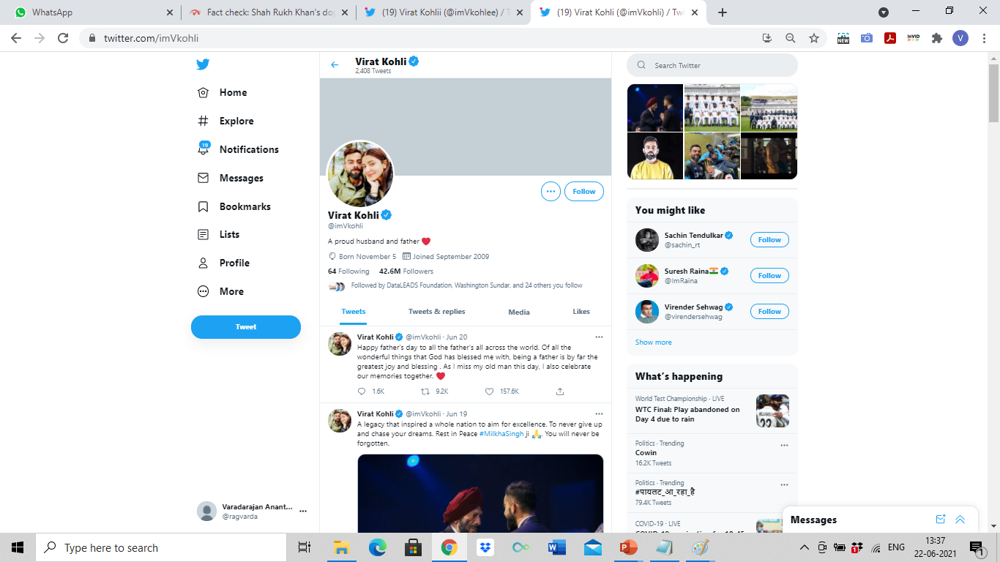 WhatsApp
Fact check: Shah Rukh Khan's do
(19) Virat Kohlii (@imVkohlee) / T
(19) Virat Kohli (@imVkohli) / Twi
twitter.com/imVkohli
NEW
InVID
V
Home
Explore
19
Notifications
Messages
Bookmarks
Lists
Profile
More
Tweet
Varadarajan Anant...
@ragvarda
Virat Kohli
2,408 Tweets
Follow
Virat Kohli
@imVkohli
A proud husband and father
Born November 5 Joined September 2009
64 Following 42.6M Followers
Followed by DataLEADS Foundation, Washington Sundar, and 24 others you follow
Tweets Tweets & replies Media Likes
Virat Kohli @imVkohli · Jun 20
Happy father's day to all the father's all across the world. Of all the
wonderful things that God has blessed me with, being a father is by far the
greatest joy and blessing . As I miss my old man this day, I also celebrate
our memories together. ❤️
1.6K 9.2K 157.6K
Virat Kohli @imVkohli · Jun 19
A legacy that inspired a whole nation to aim for excellence. To never give up
and chase your dreams. Rest in Peace #MilkhaSingh ji 🙏. You will never be
forgotten.
Search Twitter
You might like
Sachin Tendulkar
@sachin_rt
Follow
Suresh Raina🇮🇳
@ImRaina
Follow
Virender Sehwag
@virendersehwag
Follow
Show more
What's happening
World Test Championship · LIVE
WTC Final: Play abandoned on
Day 4 due to rain
Politics · Trending
Cowin
16.2K Tweets
Politics · Trending
#पायलट_आ_रहा_है
79.4K Tweets
COVID-19 · LIVE
Messages
Type here to search
ENG
13:37
22-06-2021
1